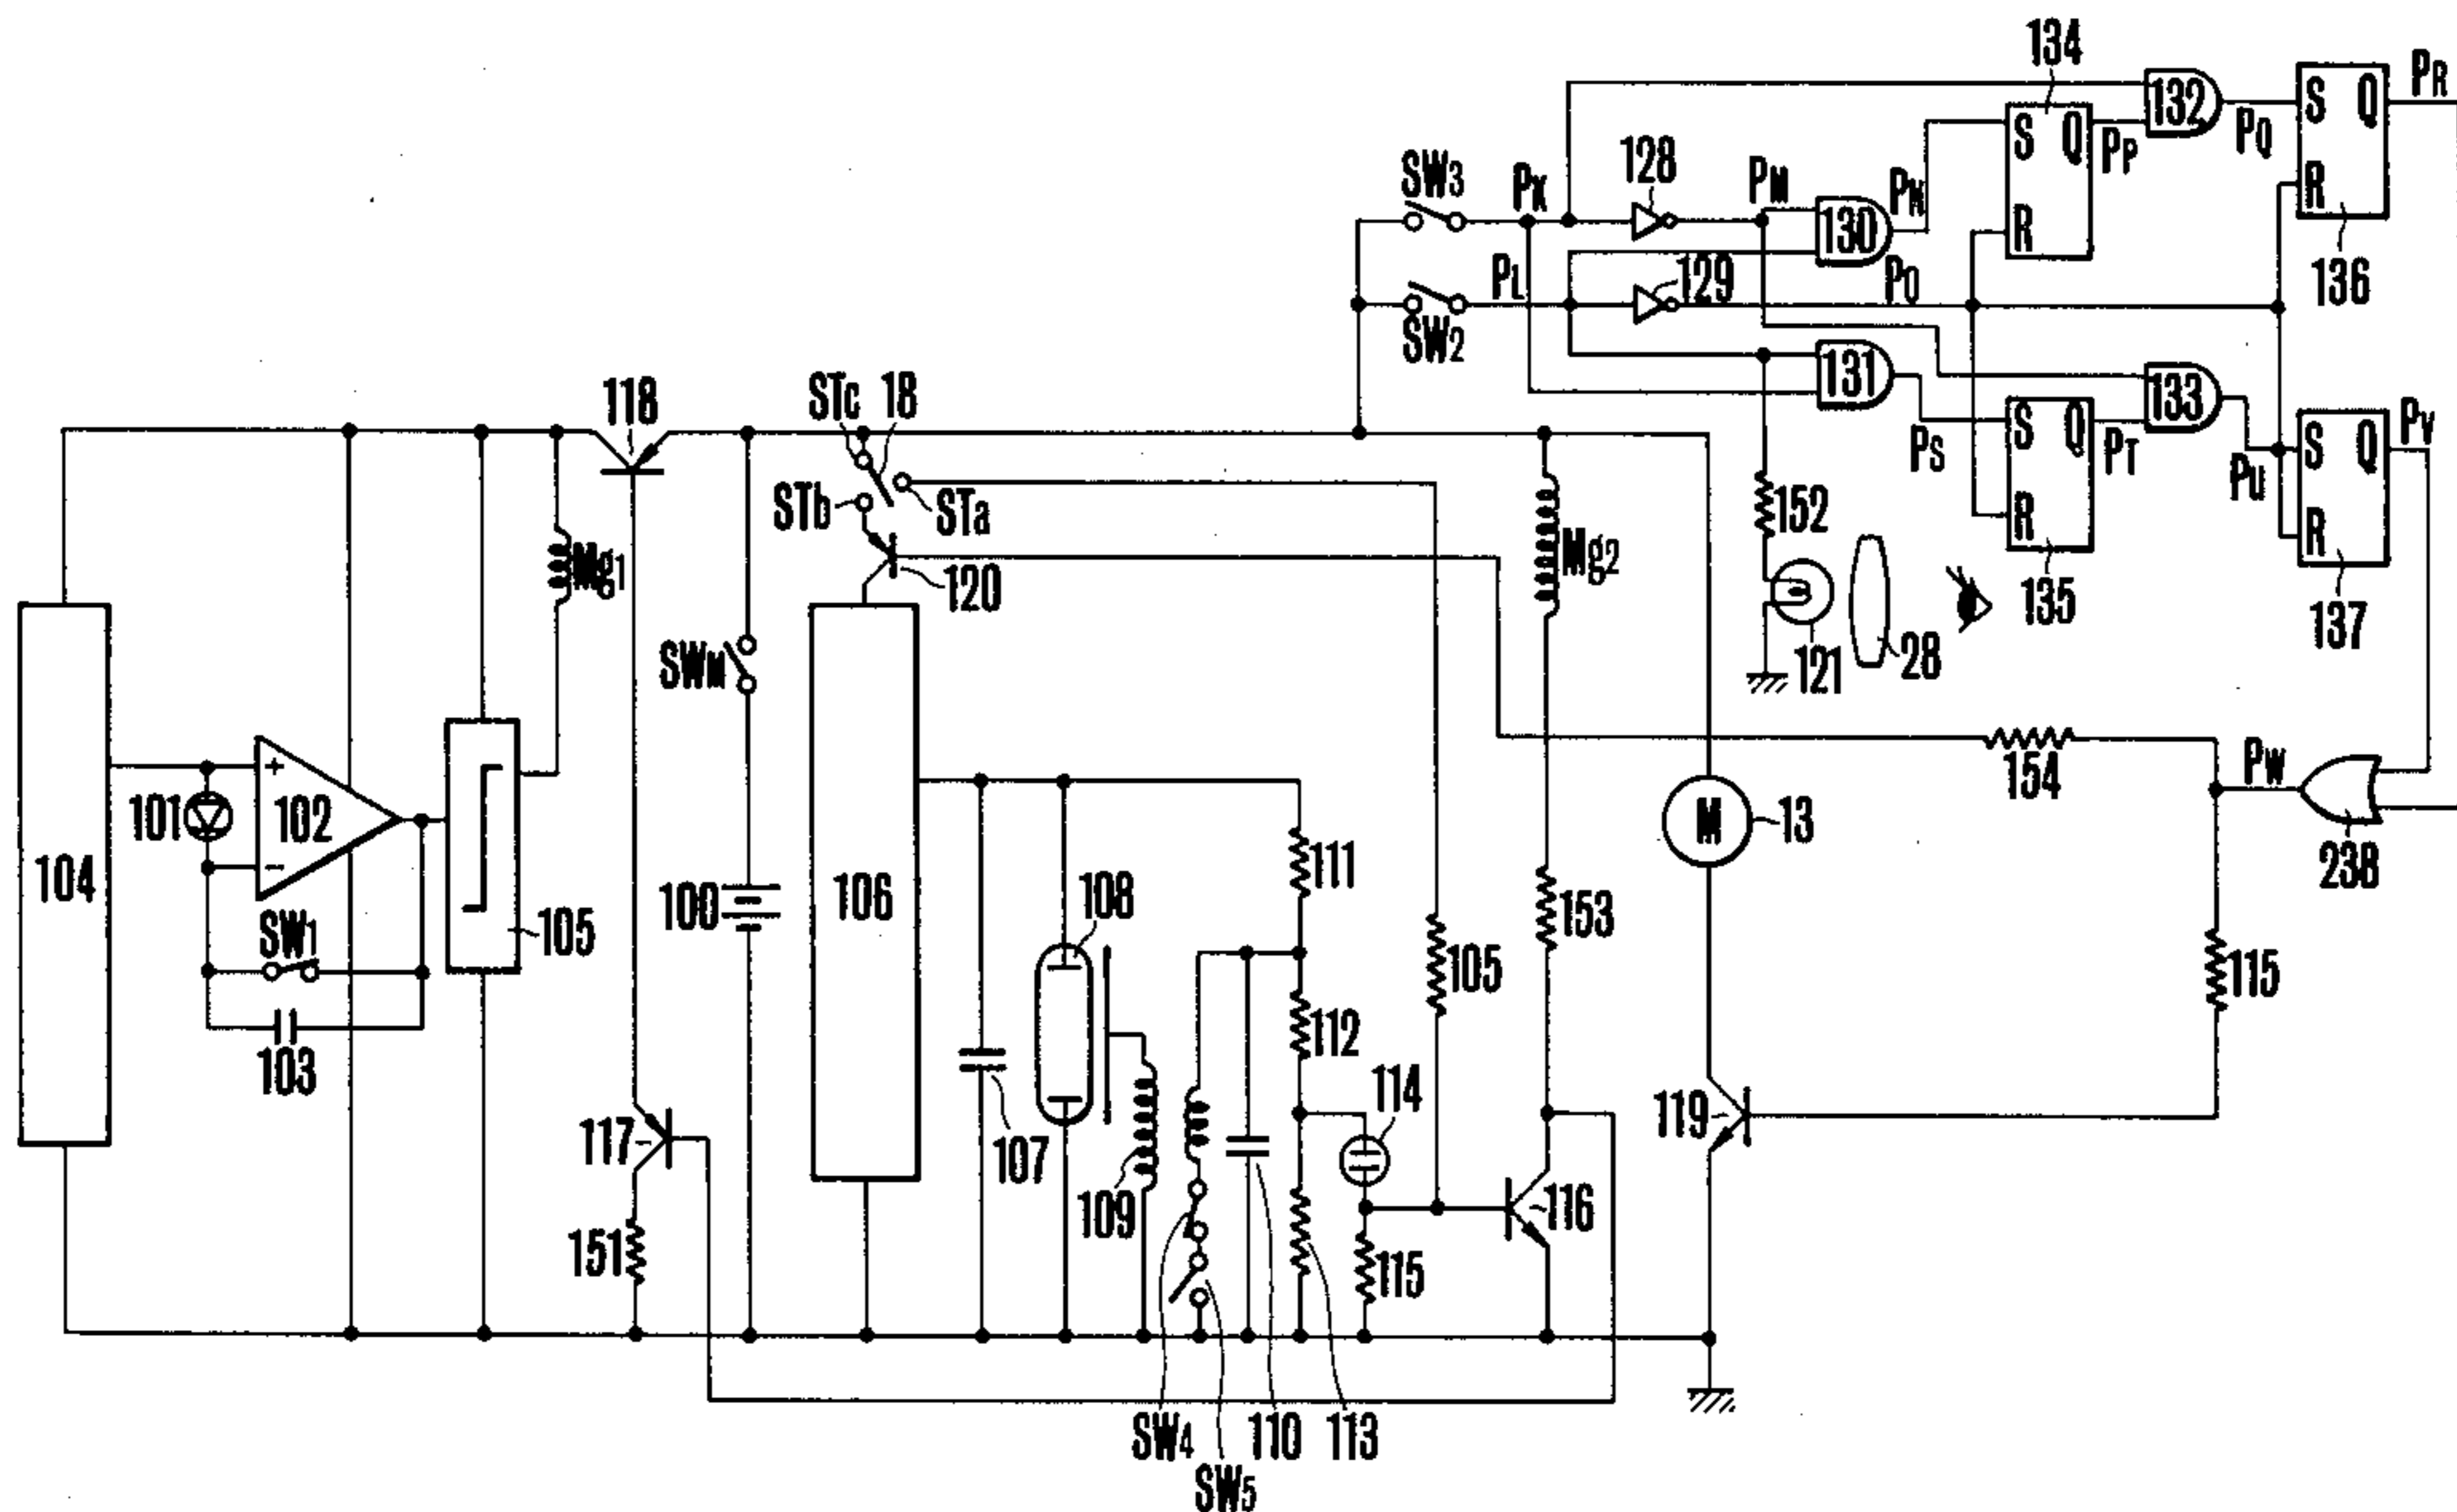 134
132
S Q
PR
PP
PQ
R
136
SW3
PK
128
PM
130
PN
S Q
R
PL
129
PO
SW2
131
133
PS
S Q
PT
PU
S Q
PV
R
R
135
137
118
STc 18
STb
STa
120
Mg1
Mg2
152
121
28
SWM
154
PW
238
104
101
+
102
−
SW1
105
103
100
106
108
111
M
13
105
153
115
112
107
109
114
119
117
116
151
115
SW4
110
113
SW5